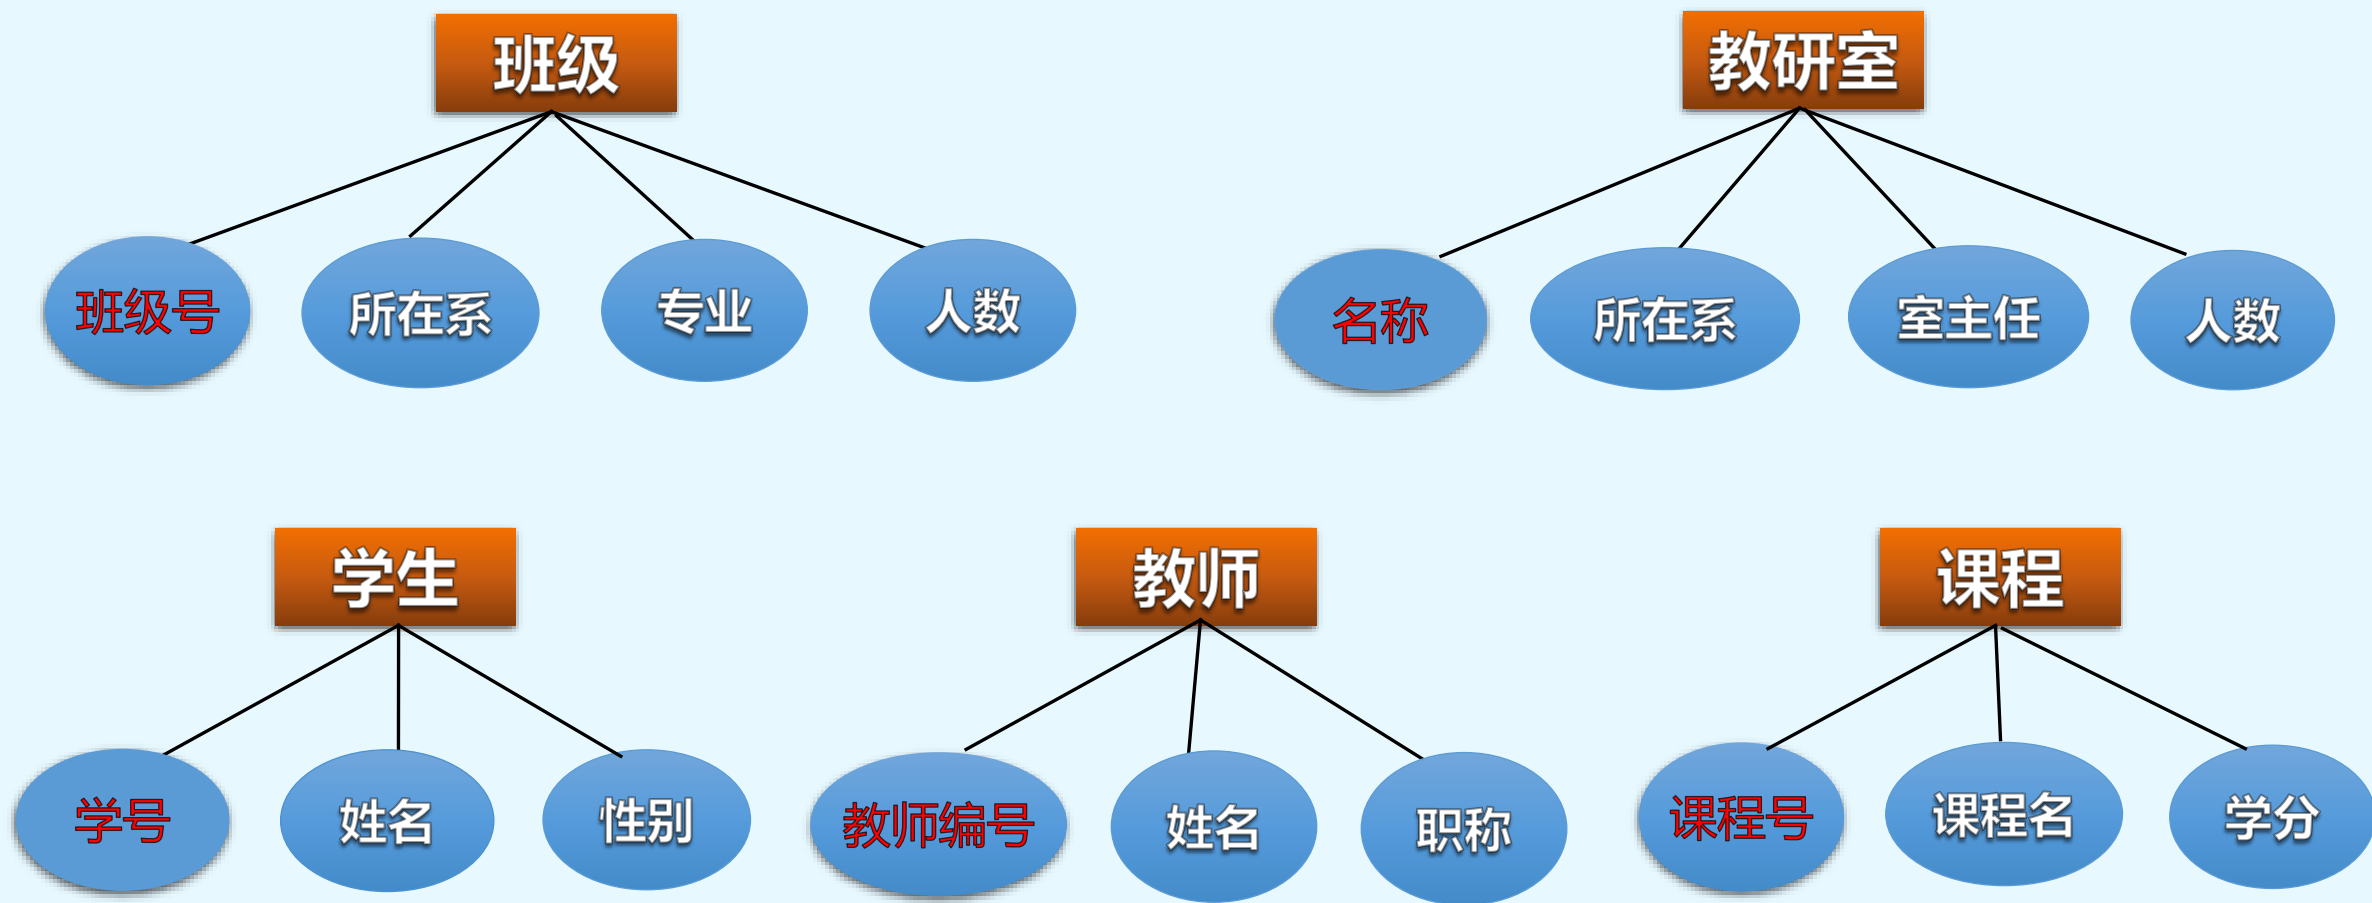 班级
教研室
班级号
所在系
专业
人数
名称
所在系
室主任
人数
学生
教师
课程
学号
姓名
性别
教师编号
姓名
职称
课程号
课程名
学分